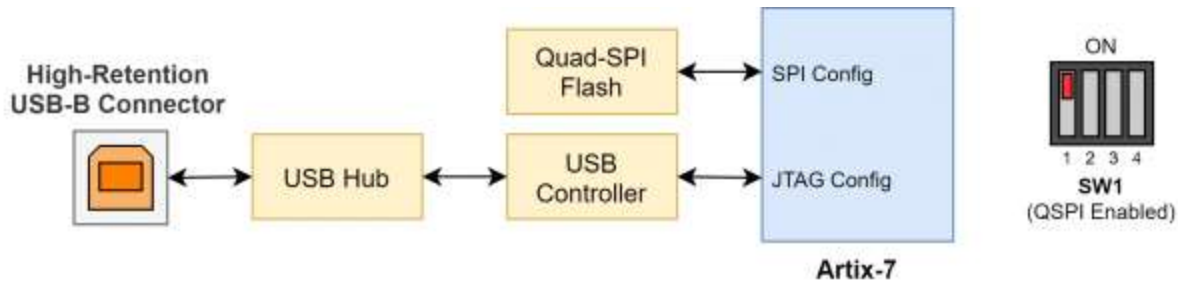 High-Retention
USB-B Connector
USB Hub
Quad-SPI
Flash
USB
Controller
SPI Config
JTAG Config
Artix-7
ON
1 2 3 4
SW1
(QSPI Enabled)